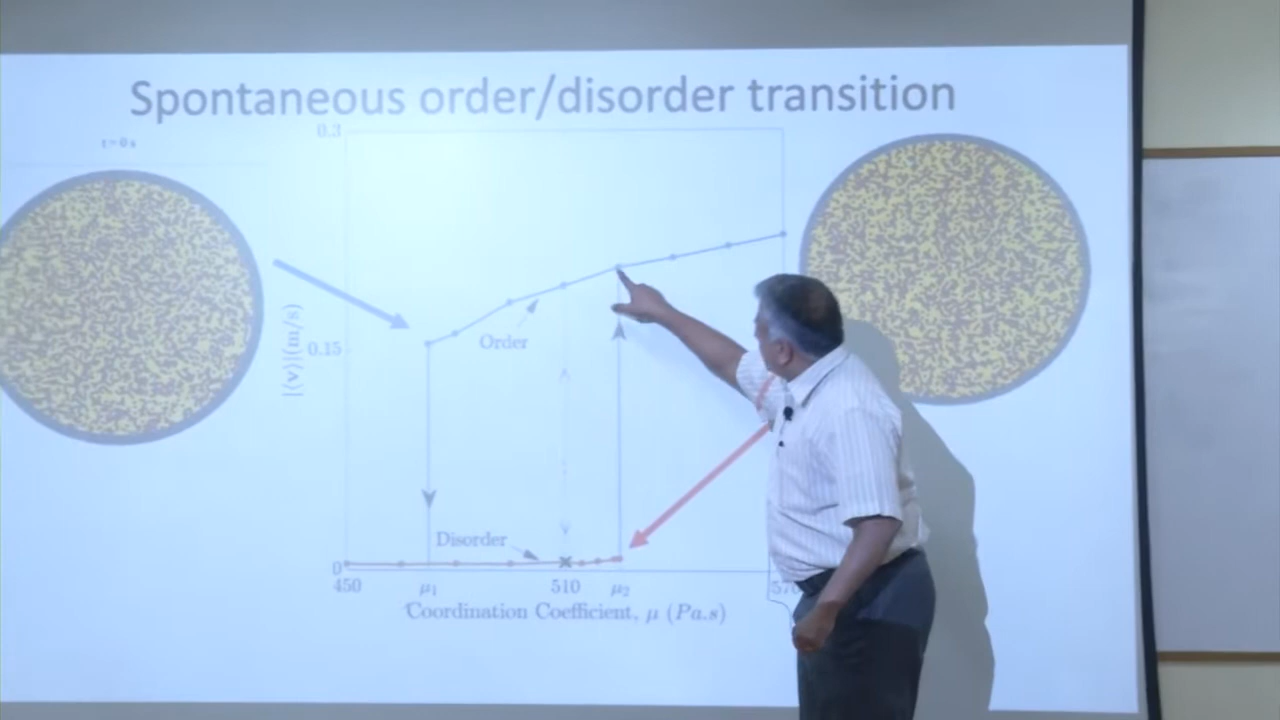 Spontaneous order/disorder transition
t = 0 s
0.3
|⟨v⟩|(m/s)
0.15
Order
Disorder
0
450
μ₁
510
μ₂
570
Coordination Coefficient, μ (Pa.s)